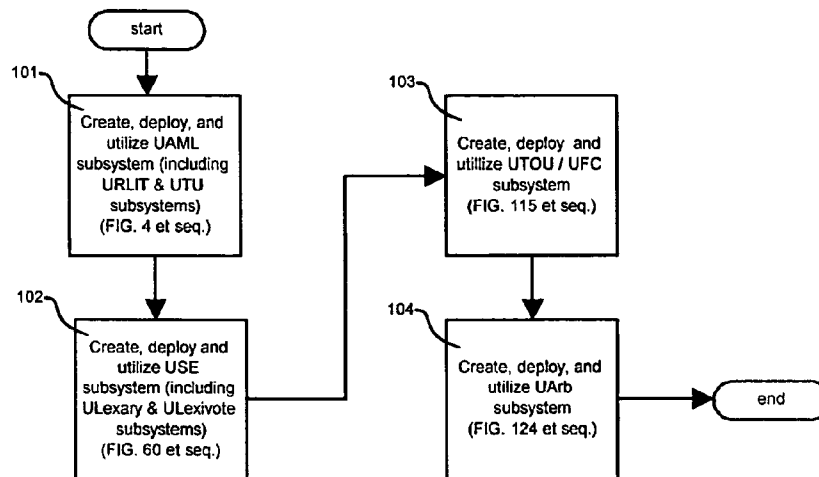 start
101
Create, deploy, and
utilize UAML
subsystem (including
URLIT & UTU
subsystems)
(FIG. 4 et seq.)
102
Create, deploy and
utilize USE
subsystem (including
ULexary & ULexivote
subsystems)
(FIG. 60 et seq.)
103
Create, deploy and
utillize UTOU / UFC
subsystem
(FIG. 115 et seq.)
104
Create, deploy, and
utilize UArb
subsystem
(FIG. 124 et seq.)
end